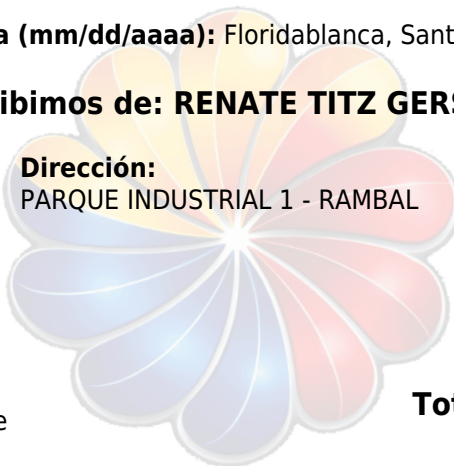 a (mm/dd/aaaa): Floridablanca, Sant
ibimos de: RENATE TITZ GERS
Dirección:
PARQUE INDUSTRIAL 1 - RAMBAL
Tot
e